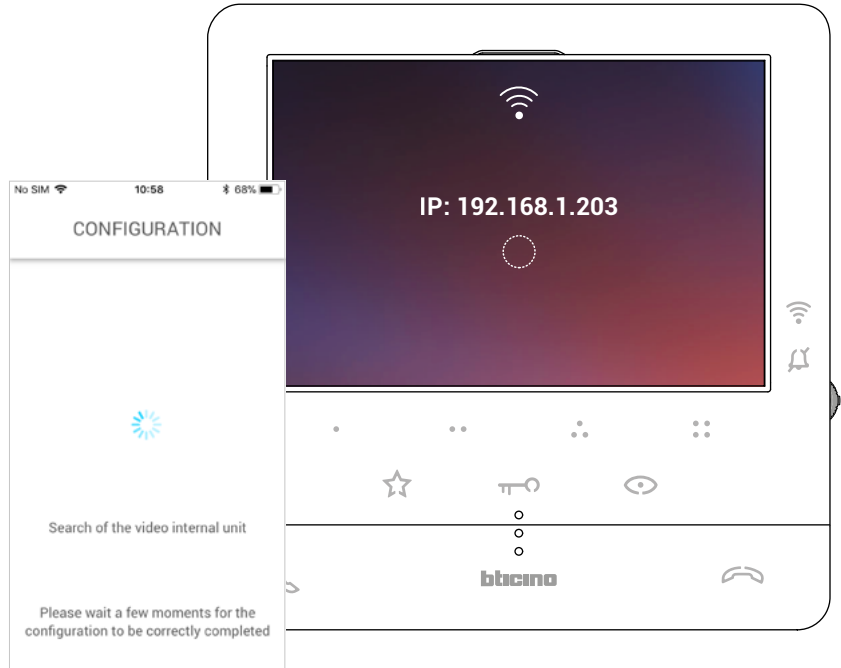 No SIM 10:58 68%
CONFIGURATION
Search of the video internal unit
Please wait a few moments for the
configuration to be correctly completed
IP: 192.168.1.203
bticino